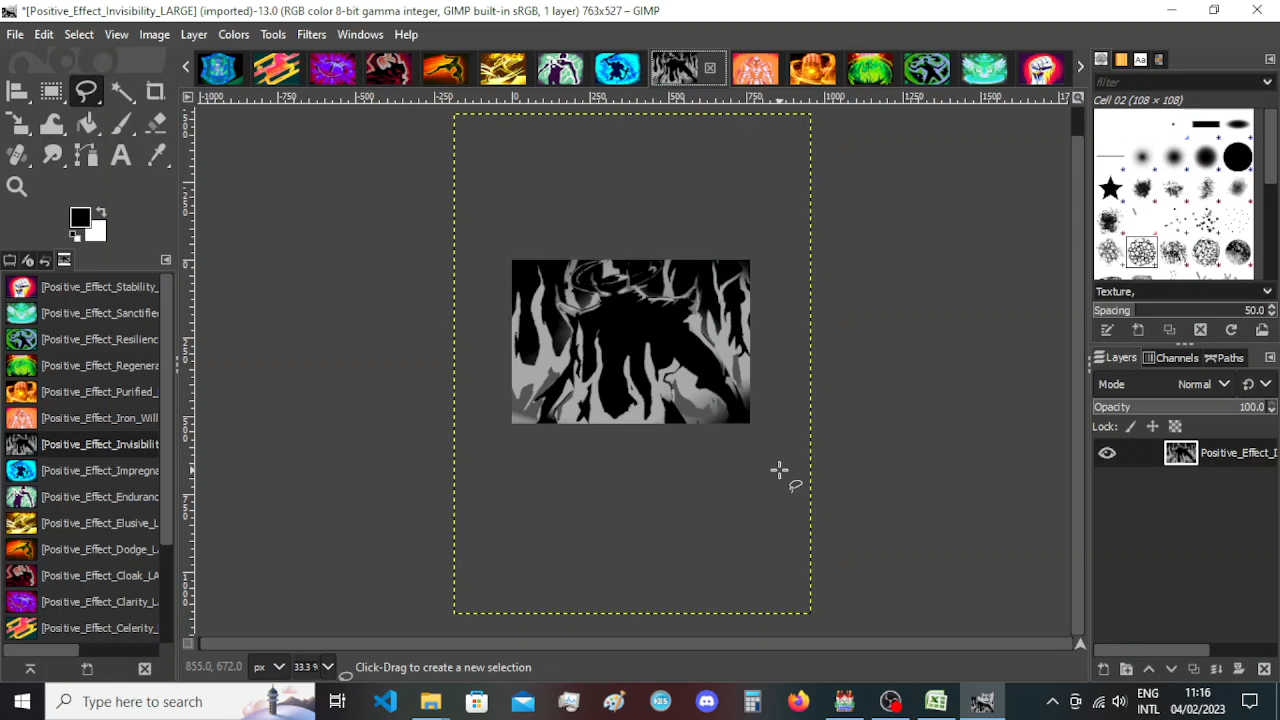 *[Positive_Effect_Invisibility_LARGE] (imported)-13.0 (RGB color 8-bit gamma integer, GIMP built-in sRGB, 1 layer) 763x527 – GIMP
File Edit Select View Image Layer Colors Tools Filters Windows Help
filter
Cell 02 (108 × 108)
Texture,
Spacing 50.0
Layers Channels Paths
Mode Normal
Opacity 100.0
Lock:
Positive_Effect_I
[Positive_Effect_Stability_
[Positive_Effect_Sanctifie
[Positive_Effect_Resilienc
[Positive_Effect_Regenera
[Positive_Effect_Purified_
[Positive_Effect_Iron_Will
[Positive_Effect_Invisibilit
[Positive_Effect_Impregna
[Positive_Effect_Enduranc
[Positive_Effect_Elusive_L
[Positive_Effect_Dodge_L
[Positive_Effect_Cloak_LA
[Positive_Effect_Clarity_L
[Positive_Effect_Celerity_
-1000 -750 -500 -250 0 250 500 750 1000 1250 1500
855.0, 672.0 px 33.3 % Click-Drag to create a new selection
Type here to search
ENG
INTL
11:16
04/02/2023